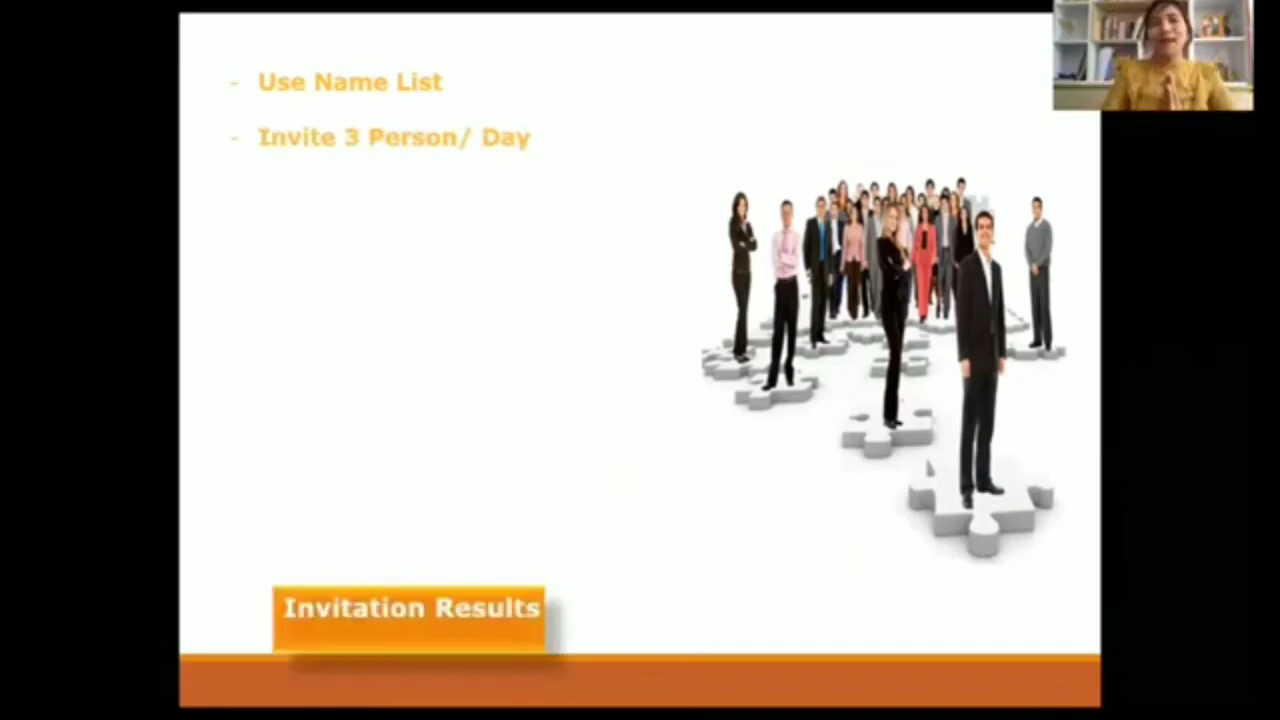 - Use Name List
- Invite 3 Person/ Day
Invitation Results